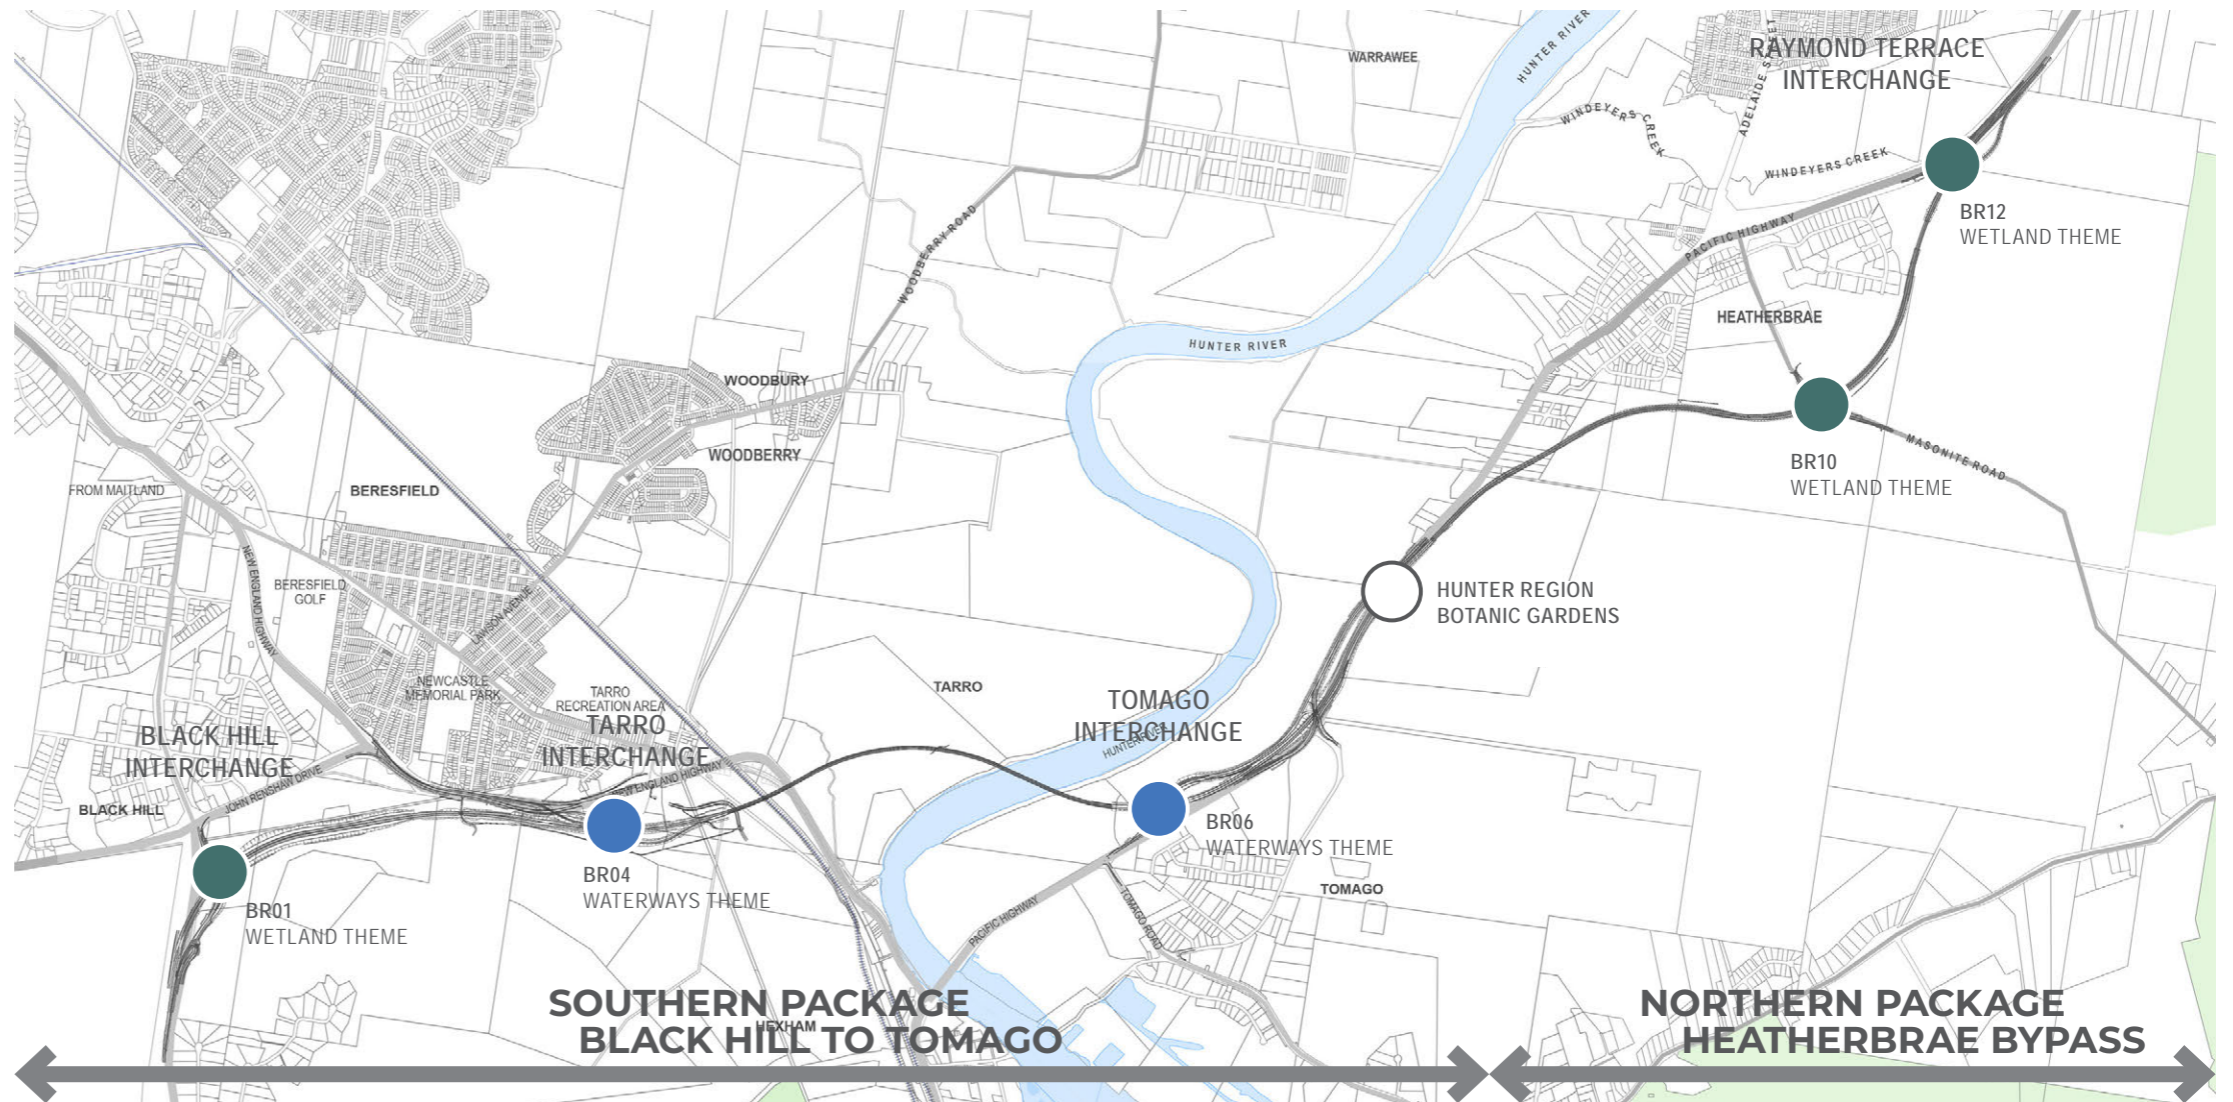 RAYMOND TERRACE
INTERCHANGE
ADELAIDE STREET
HUNTER RIVER
WARRAWEE
WINDEYERS CREEK
WINDEYERS CREEK
BR12
WETLAND THEME
PACIFIC HIGHWAY
WOODBERRY ROAD
HEATHERBRAE
HUNTER RIVER
WOODBURY
WOODBERRY
MASONITE ROAD
BR10
WETLAND THEME
FROM MAITLAND
BERESFIELD
NEW ENGLAND HIGHWAY
BERESFIELD
GOLF
LAWSON AVENUE
HUNTER REGION
BOTANIC GARDENS
NEWCASTLE
MEMORIAL PARK
TARRO
RECREATION AREA
TARRO
INTERCHANGE
TARRO
TOMAGO
INTERCHANGE
HUNTER RIVER
BLACK HILL
INTERCHANGE
JOHN RENSHAW DRIVE
NEW ENGLAND HIGHWAY
BLACK HILL
BR06
WATERWAYS THEME
BR04
WATERWAYS THEME
TOMAGO
BR01
WETLAND THEME
PACIFIC HIGHWAY
TOMAGO ROAD
SOUTHERN PACKAGE
HEXHAM
BLACK HILL TO TOMAGO
NORTHERN PACKAGE
HEATHERBRAE BYPASS